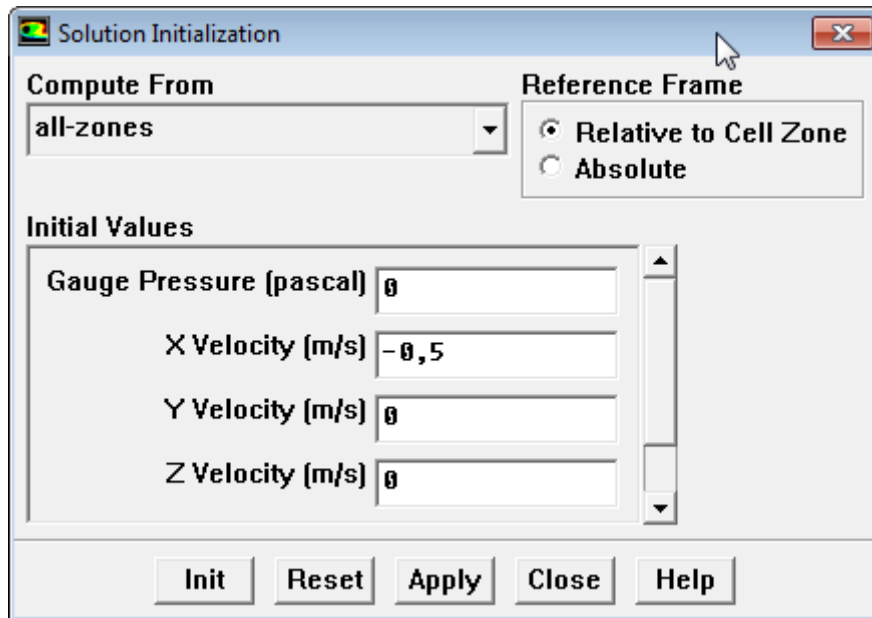 Solution Initialization
Compute From
all-zones
Reference Frame
Relative to Cell Zone
Absolute
Initial Values
Gauge Pressure (pascal) 0
X Velocity (m/s) -0,5
Y Velocity (m/s) 0
Z Velocity (m/s) 0
Init Reset Apply Close Help